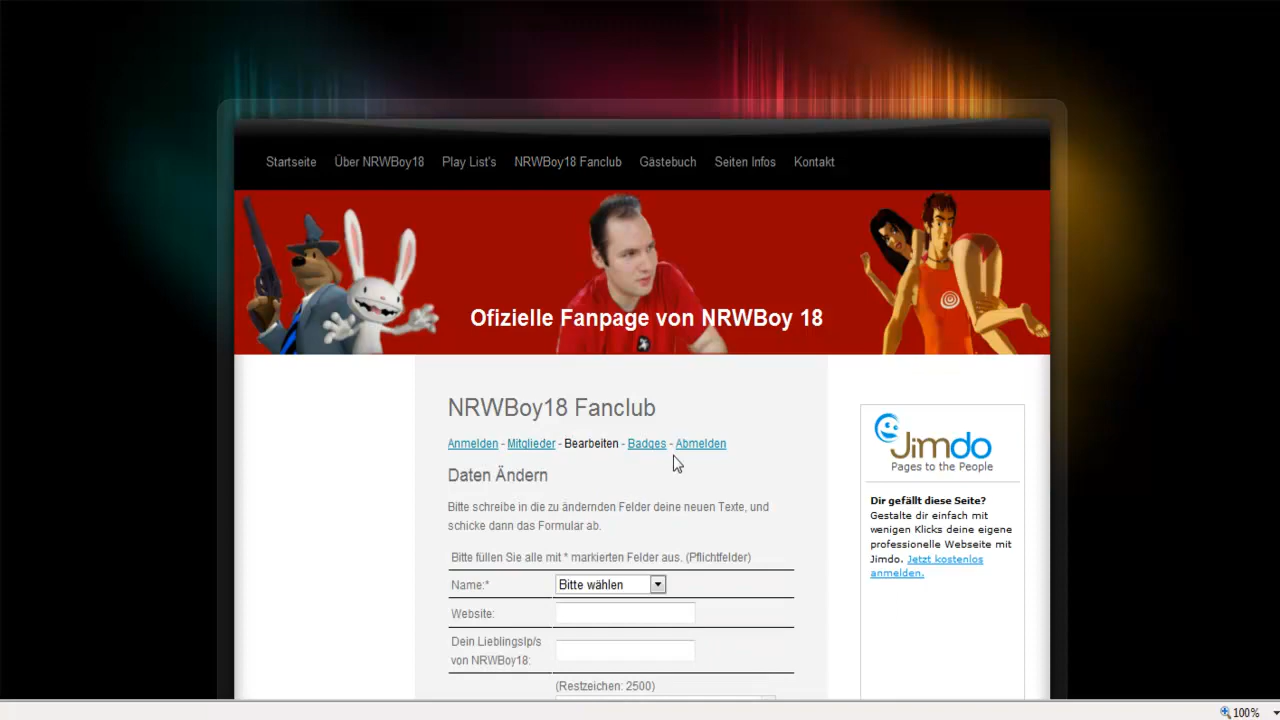 Startseite Über NRWBoy18 Play List's NRWBoy18 Fanclub Gästebuch Seiten Infos Kontakt
Ofizielle Fanpage von NRWBoy 18
NRWBoy18 Fanclub
Anmelden - Mitglieder - Bearbeiten - Badges - Abmelden
Daten Ändern
Bitte schreibe in die zu ändernden Felder deine neuen Texte, und
schicke dann das Formular ab.
Bitte füllen Sie alle mit * markierten Felder aus. (Pflichtfelder)
Name:* Bitte wählen
Website:
Dein Lieblingslp/s
von NRWBoy18:
(Restzeichen: 2500)
Jimdo
Pages to the People
Dir gefällt diese Seite?
Gestalte dir einfach mit
wenigen Klicks deine eigene
professionelle Webseite mit
Jimdo. Jetzt kostenlos
anmelden.
100%